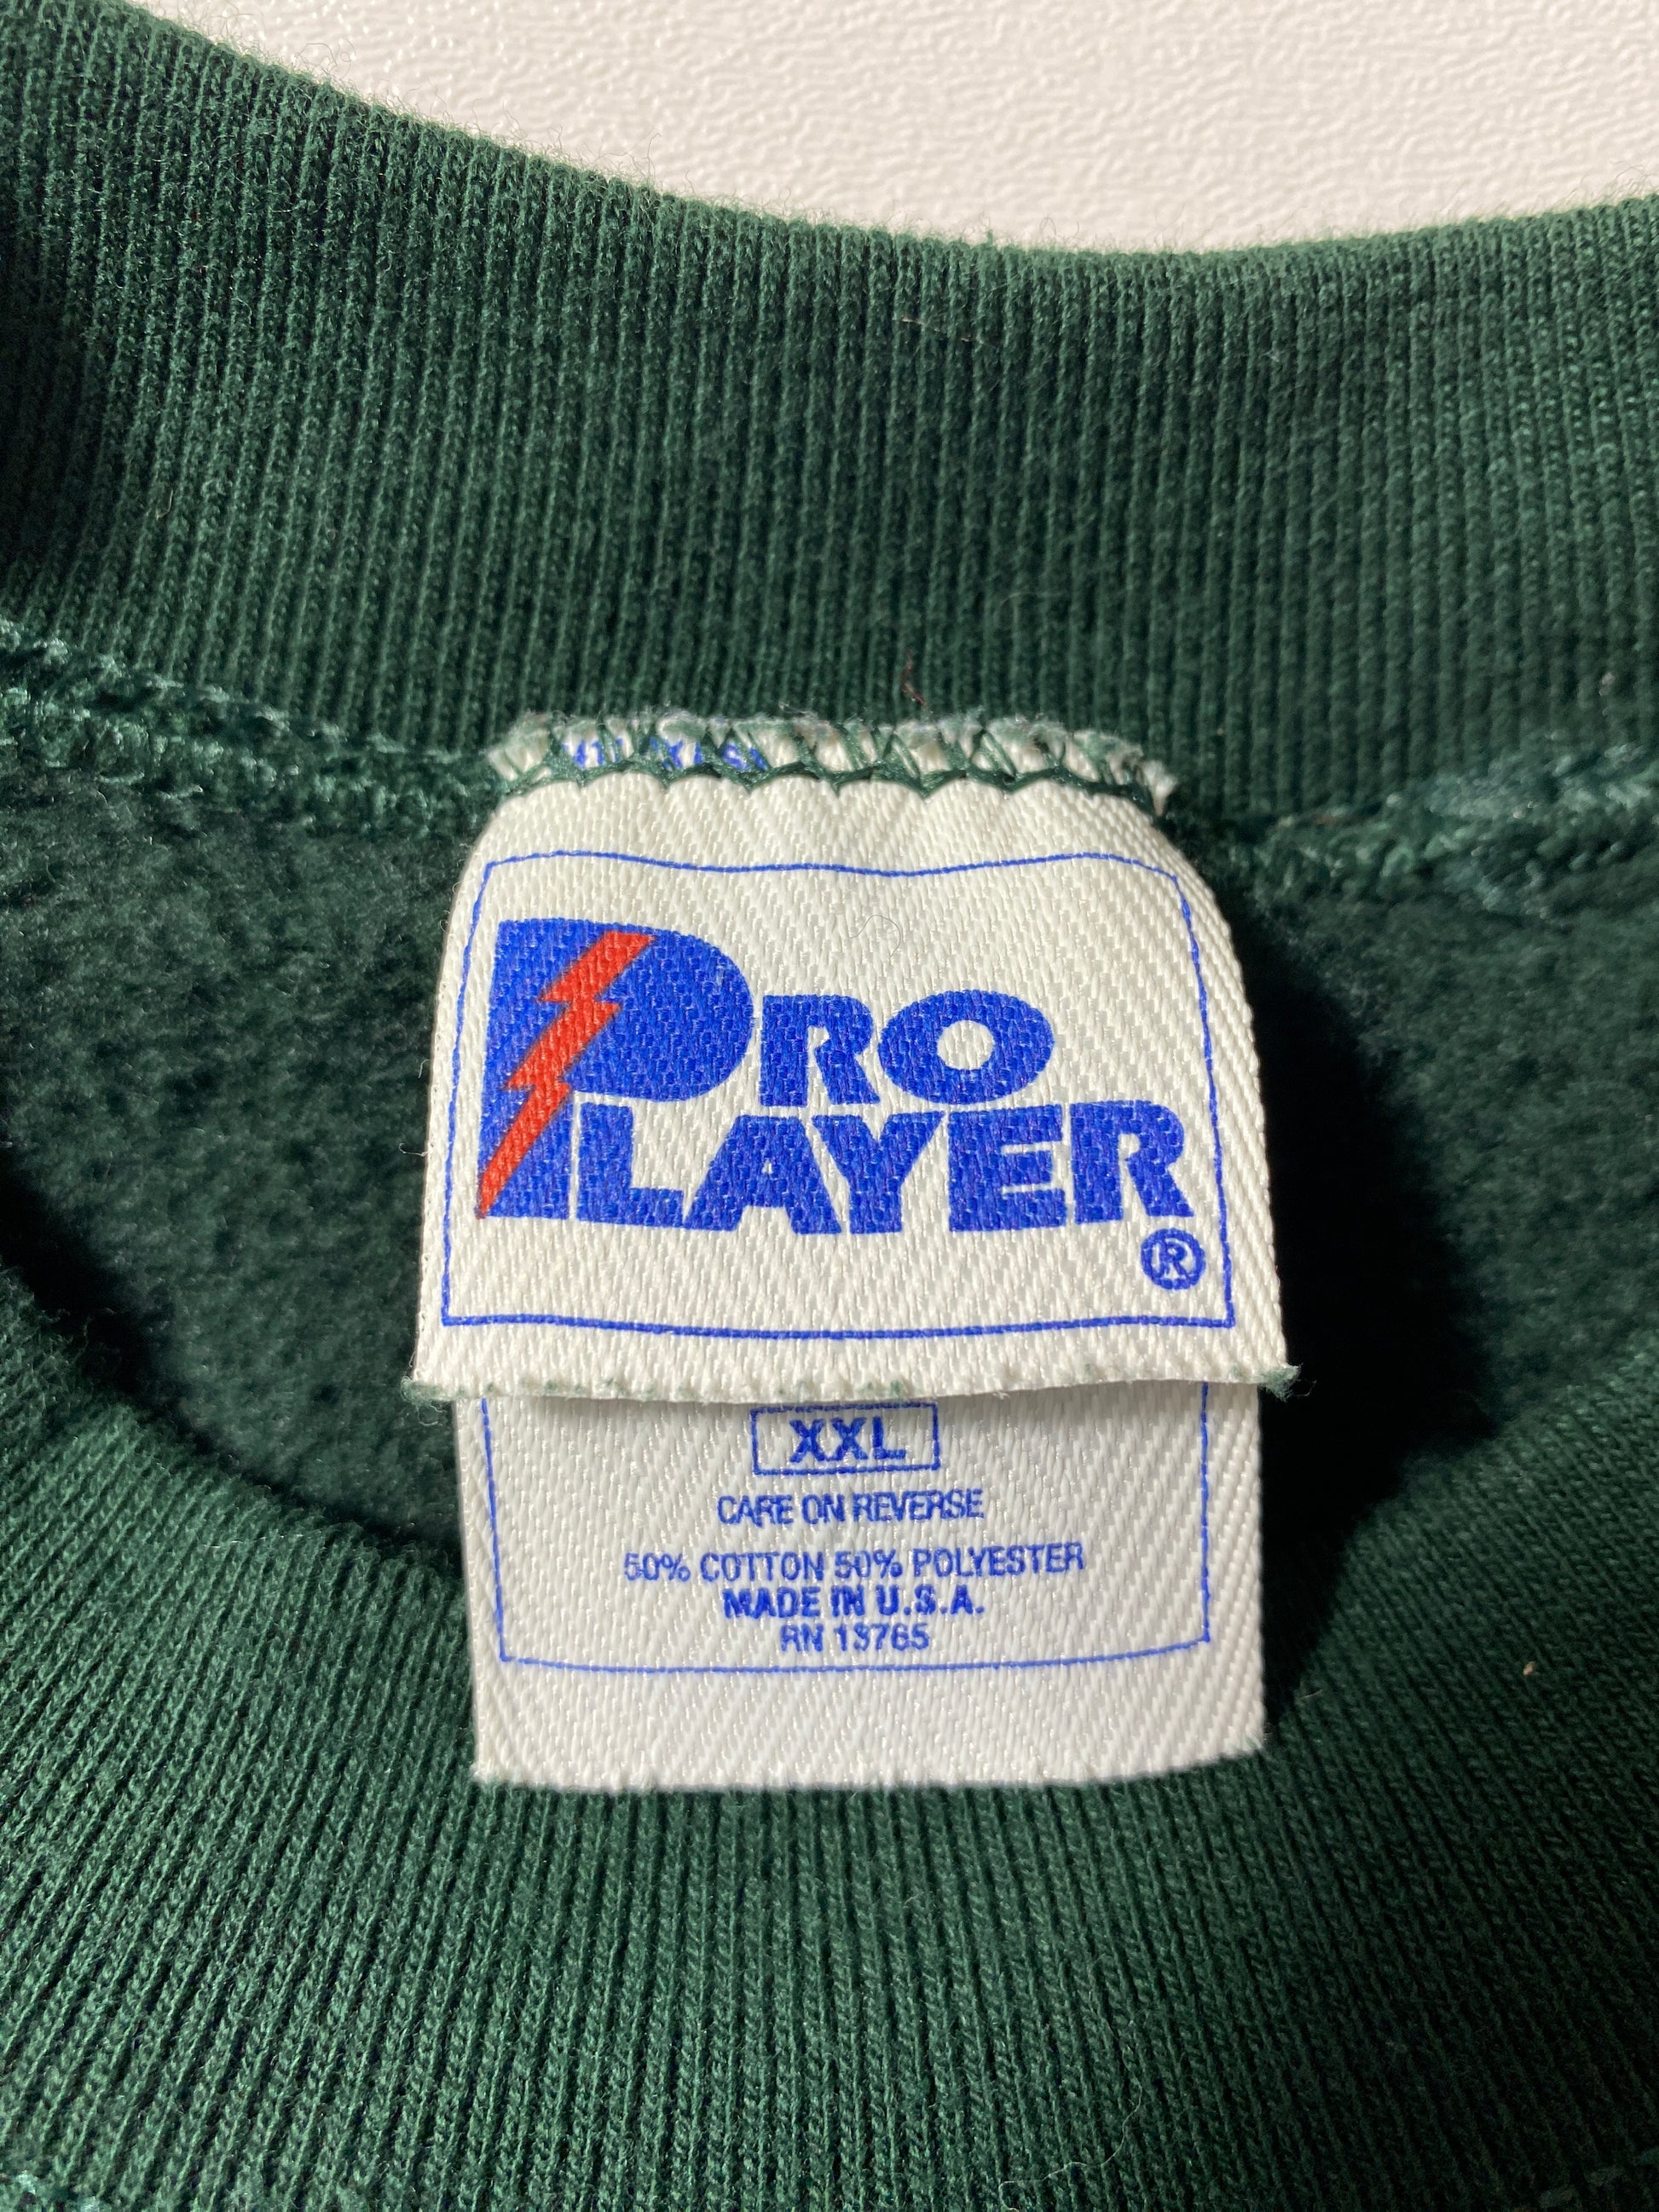 PRO
PLAYER
®
XXL
CARE ON REVERSE
50% COTTON 50% POLYESTER
MADE IN U.S.A.
RN 13765